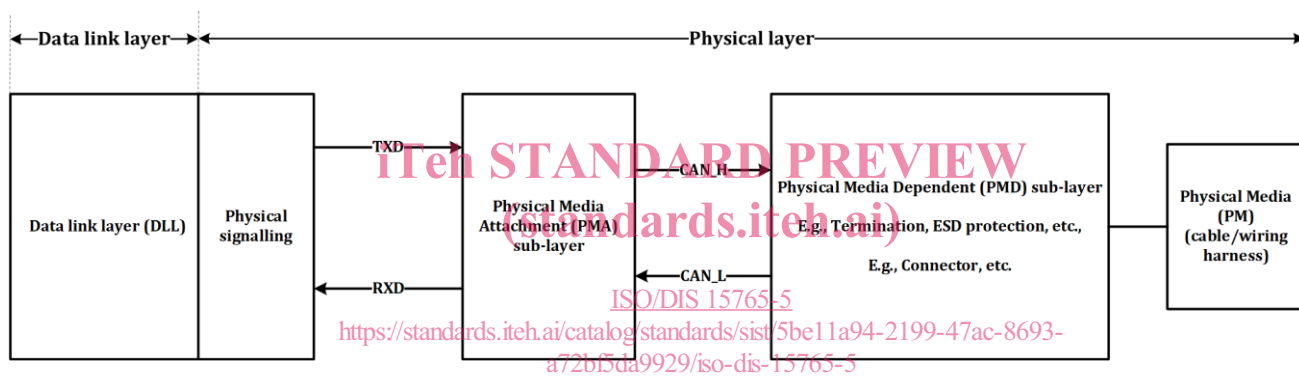 Data link layer
Physical layer
Data link layer (DLL)
Physical
signalling
TXD
RXD
Physical Media
Attachment (PMA)
sub-layer
CAN_H
CAN_L
Physical Media Dependent (PMD) sub-layer
E.g., Termination, ESD protection, etc.,
E.g., Connector, etc.
Physical Media
(PM)
(cable/wiring
harness)
iTeh STANDARD PREVIEW
(standards.iteh.ai)
ISO/DIS 15765-5
https://standards.iteh.ai/catalog/standards/sist/5be11a94-2199-47ac-8693-
a72bf5da9929/iso-dis-15765-5